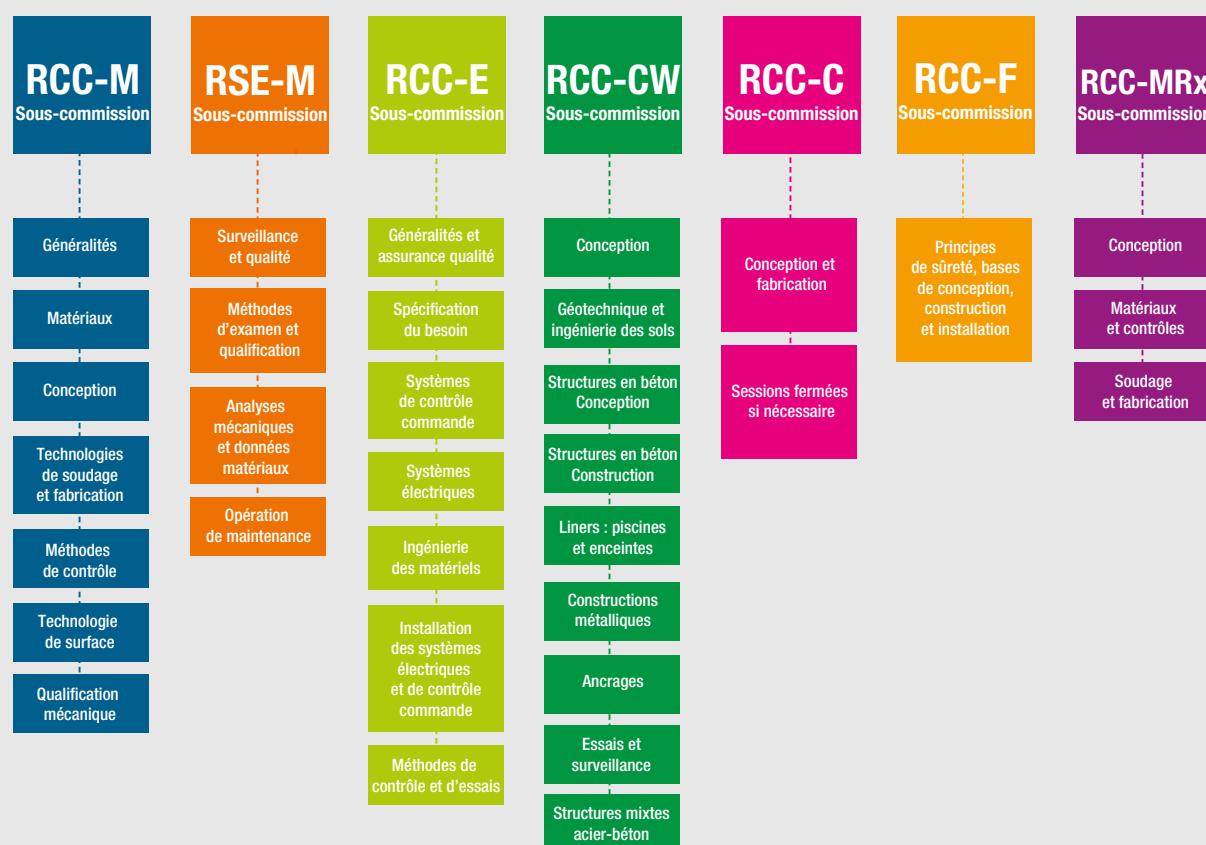 RCC-M
Sous-commission
Généralités
Matériaux
Conception
Technologies
de soudage
et fabrication
Méthodes
de contrôle
Technologie
de surface
Qualification
mécanique
RSE-M
Sous-commission
Surveillance
et qualité
Méthodes
d'examen et
qualification
Analyses
mécaniques
et données
matériaux
Opération
de maintenance
RCC-E
Sous-commission
Généralités et
assurance qualité
Spécification
du besoin
Systèmes
de contrôle
commande
Systèmes
électriques
Ingénierie
des matériels
Installation
des systèmes
électriques
et de contrôle
commande
Méthodes de
contrôle et d'essais
RCC-CW
Sous-commission
Conception
Géotechnique et
ingénierie des sols
Structures en béton
Conception
Structures en béton
Construction
Liners : piscines
et enceintes
Constructions
métalliques
Ancrages
Essais et
surveillance
Structures mixtes
acier-béton
RCC-C
Sous-commission
Conception et
fabrication
Sessions fermées
si nécessaire
RCC-F
Sous-commission
Principes
de sûreté, bases
de conception,
construction
et installation
RCC-MRx
Sous-commission
Conception
Matériaux
et contrôles
Soudage
et fabrication